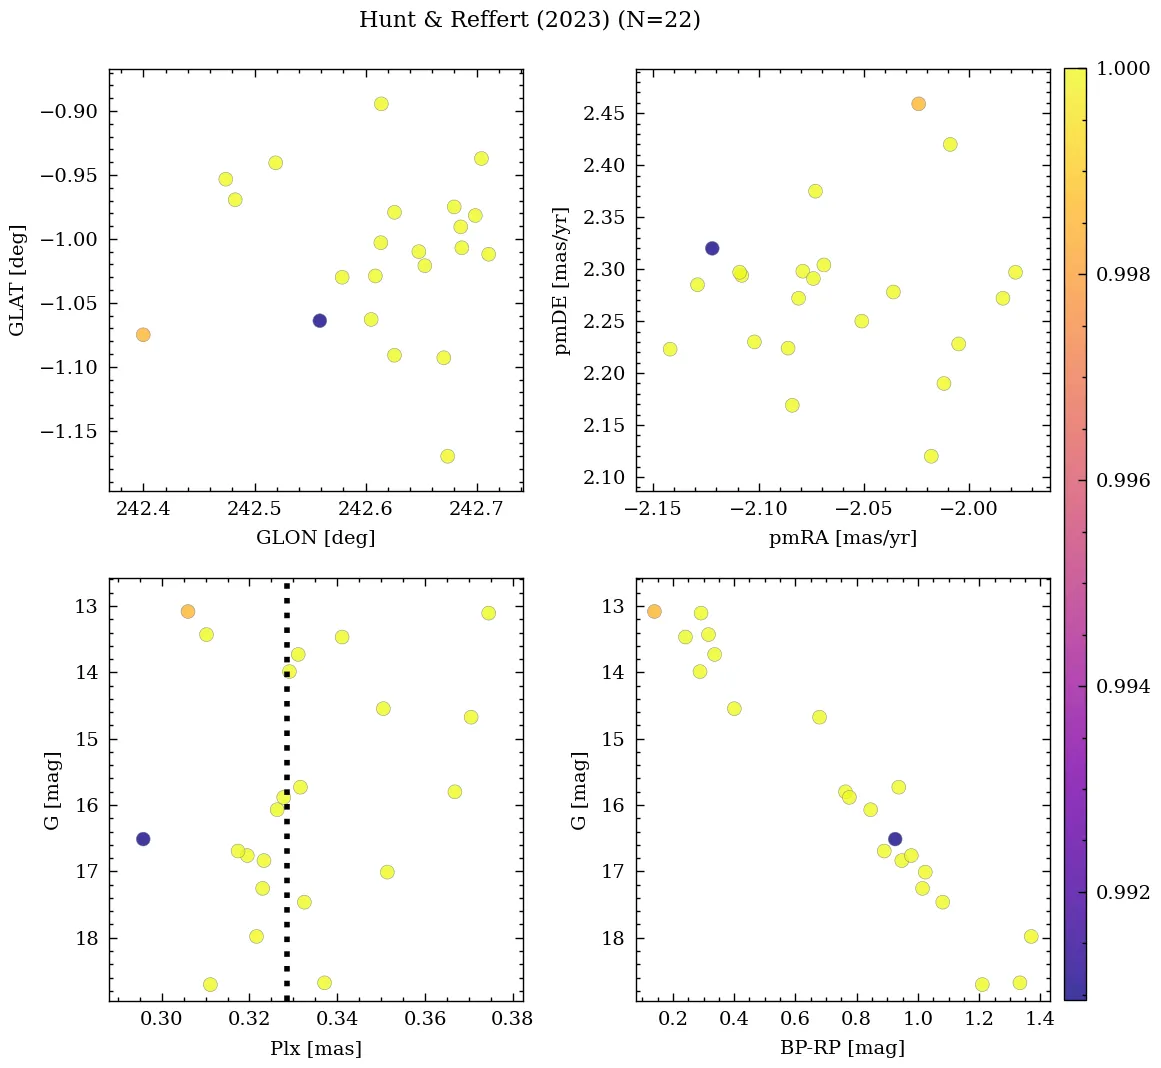 Hunt & Reffert (2023) (N=22)
−0.90
−0.95
−1.00
−1.05
−1.10
−1.15
GLAT [deg]
242.4 242.5 242.6 242.7
GLON [deg]
2.45
2.40
2.35
2.30
2.25
2.20
2.15
2.10
pmDE [mas/yr]
−2.15 −2.10 −2.05 −2.00
pmRA [mas/yr]
1.000
0.998
0.996
0.994
0.992
13
14
15
16
17
18
G [mag]
0.30 0.32 0.34 0.36 0.38
Plx [mas]
13
14
15
16
17
18
G [mag]
0.2 0.4 0.6 0.8 1.0 1.2 1.4
BP-RP [mag]